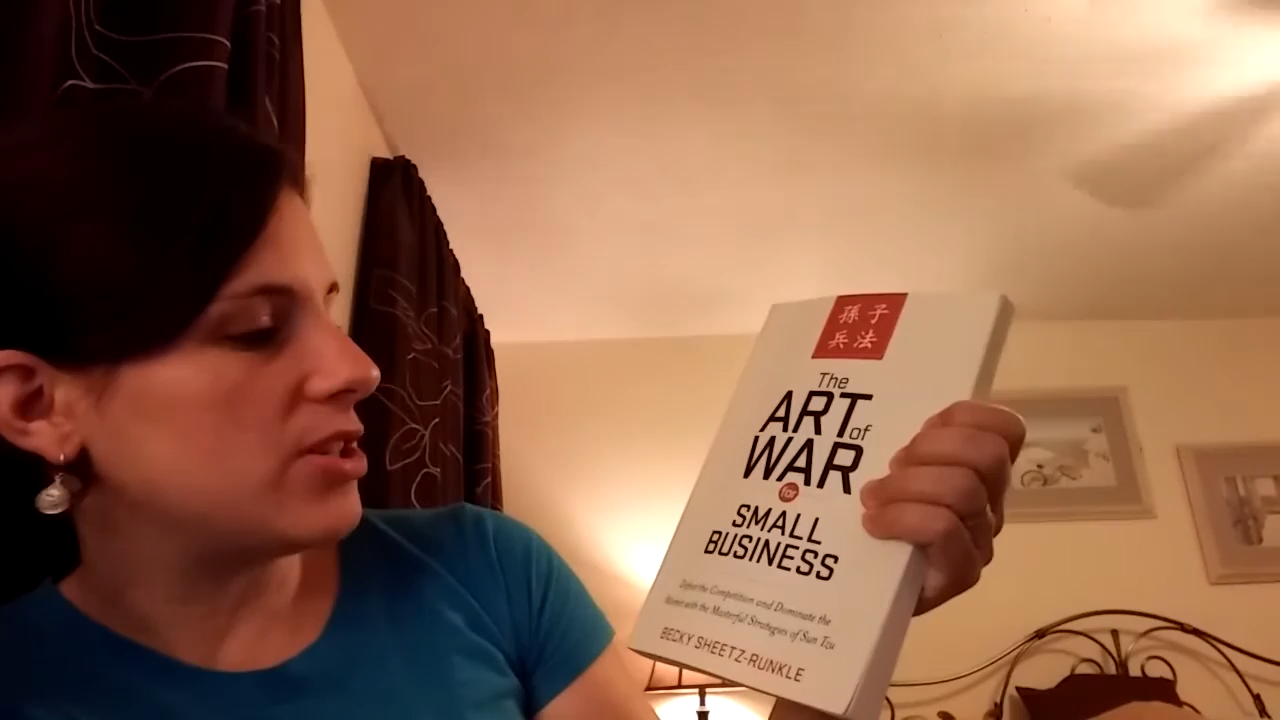 孫子
兵法
The
ART of
WAR
for
SMALL
BUSINESS
Defeat the Competition and Dominate the
Market with the Masterful Strategies of Sun Tzu
BECKY SHEETZ-RUNKLE